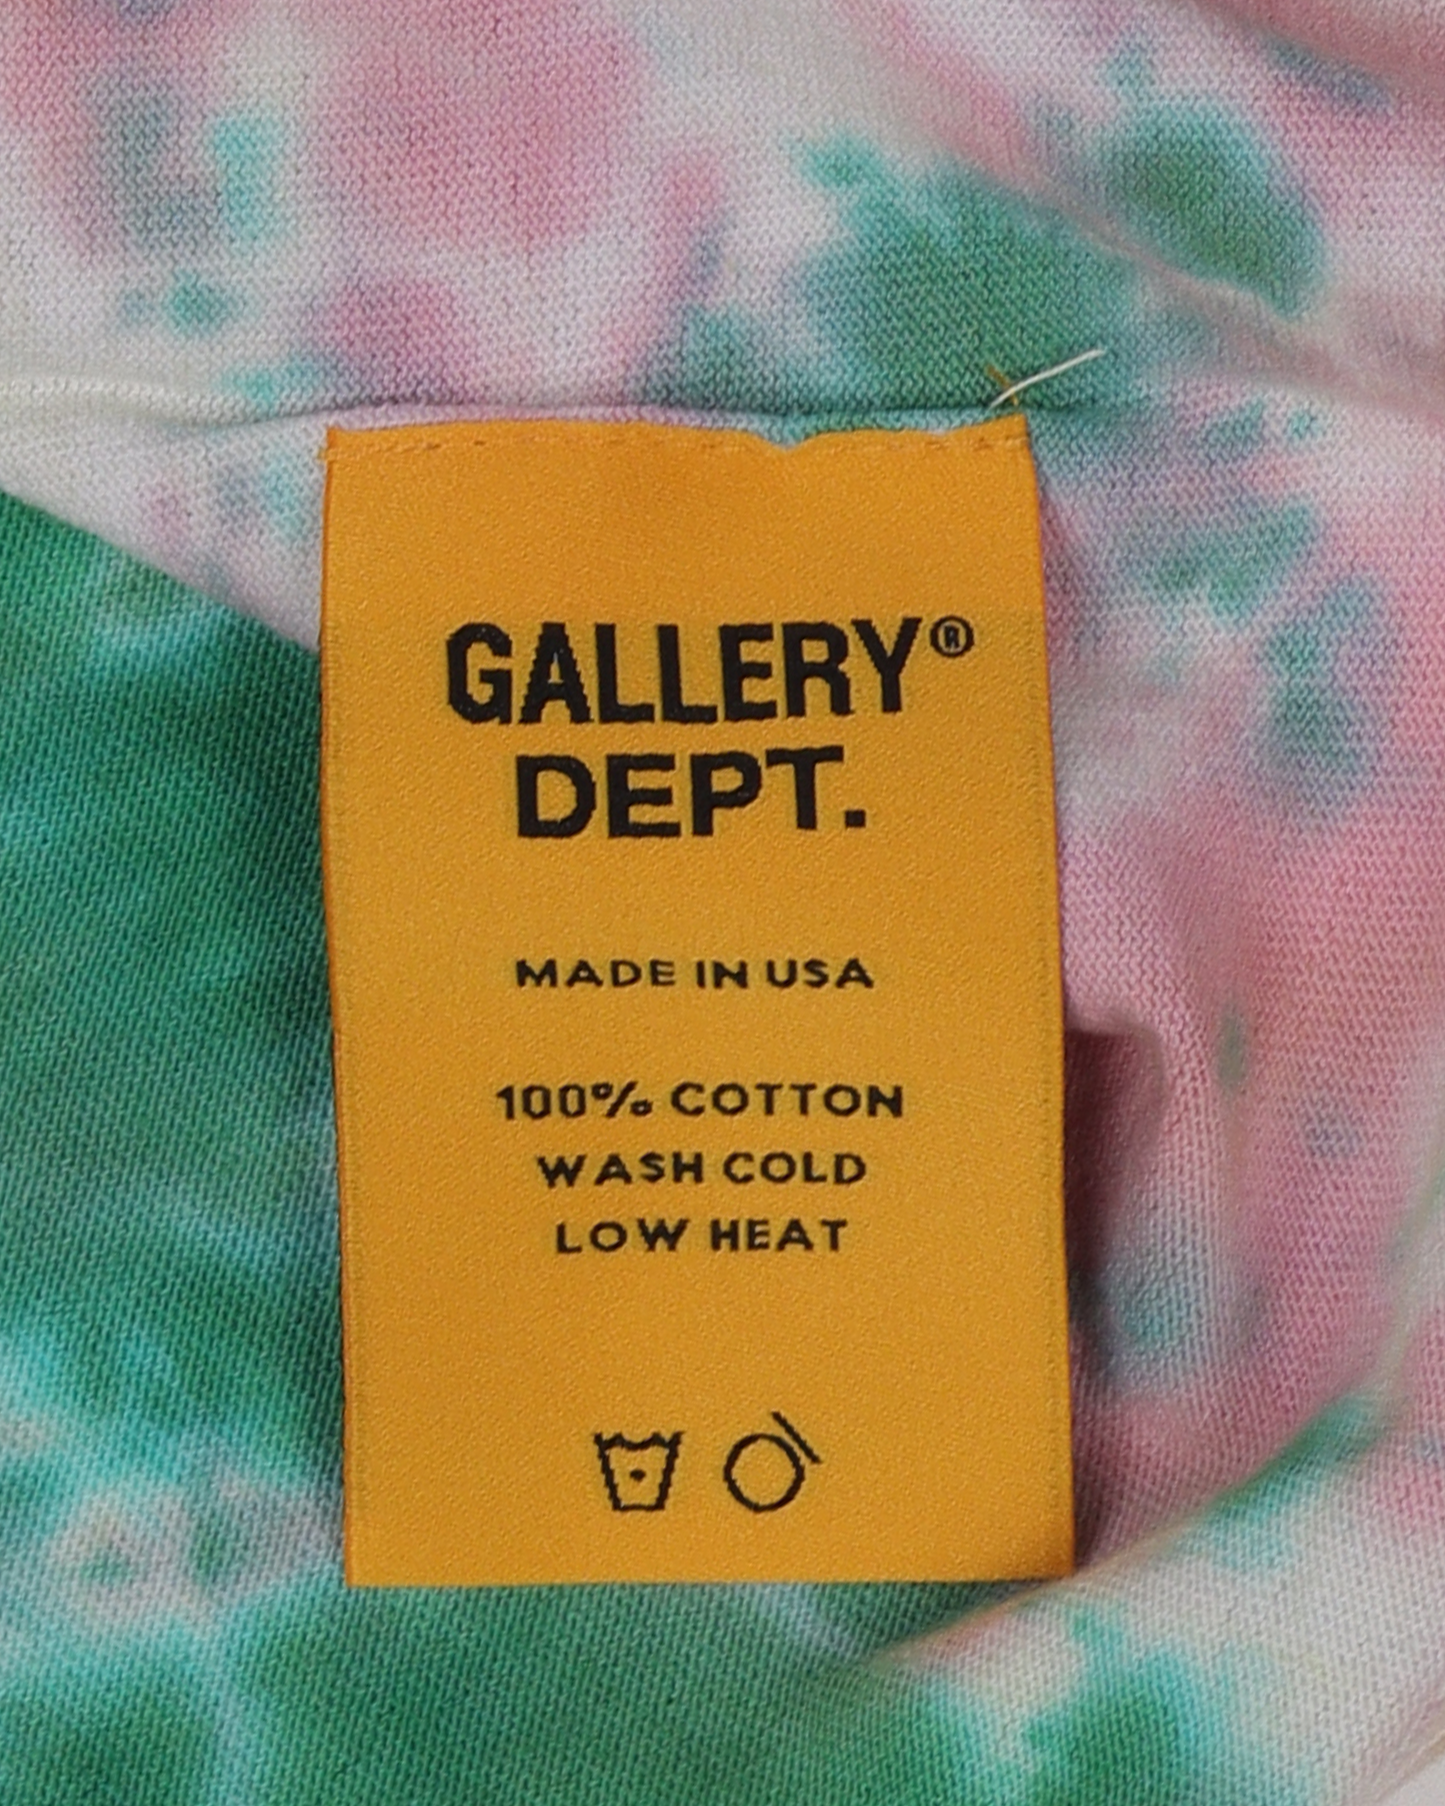 GALLERY®
DEPT.
MADE IN USA
100% COTTON
WASH COLD
LOW HEAT